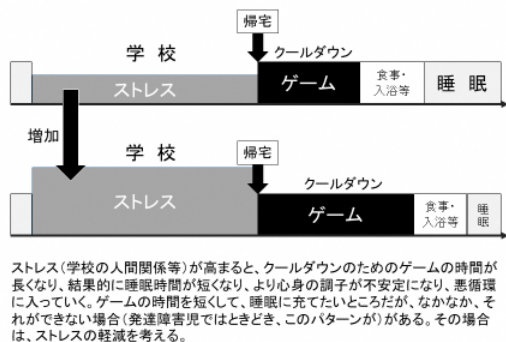 帰宅
学 校
クールダウン
ストレス
ゲーム
食事・
入浴等
睡 眠
増加
学 校
帰宅
クールダウン
ストレス
ゲーム
食事・
入浴等
睡
眠
ストレス(学校の人間関係等)が高まると、クールダウンのためのゲームの時間が
長くなり、結果的に睡眠時間が短くなり、より心身の調子が不安定になり、悪循環
に入っていく。ゲームの時間を短くして、睡眠に充てたいところだが、なかなか、そ
れができない場合(発達障害児ではときどき、このパターンが)がある。その場合
は、ストレスの軽減を考える。